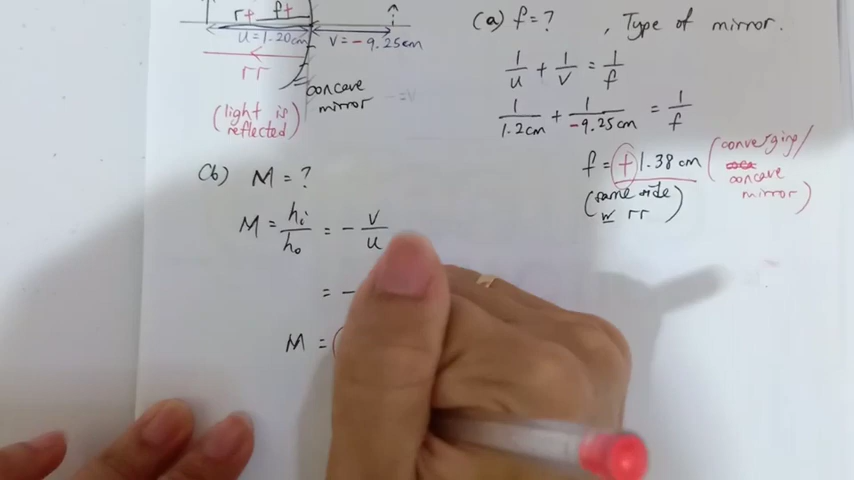 r+ f+
u = 1.20cm
v = -9.25cm
rr
concave
mirror
(light is
reflected)
(a) f = ? , Type of mirror.
1/u + 1/v = 1/f
1/1.2cm + 1/-9.25cm = 1/f
f = +1.38 cm (converging/
concave
mirror)
(same side
w rr)
(b) M = ?
M = hi/ho = - v/u
= -
M = (